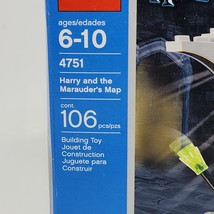 ages/edades
6-10
4751
Harry and the
Marauder's Map
cont.
106 pcs/pzs
Building Toy
Jouet de
Construction
Juguete para
Construir